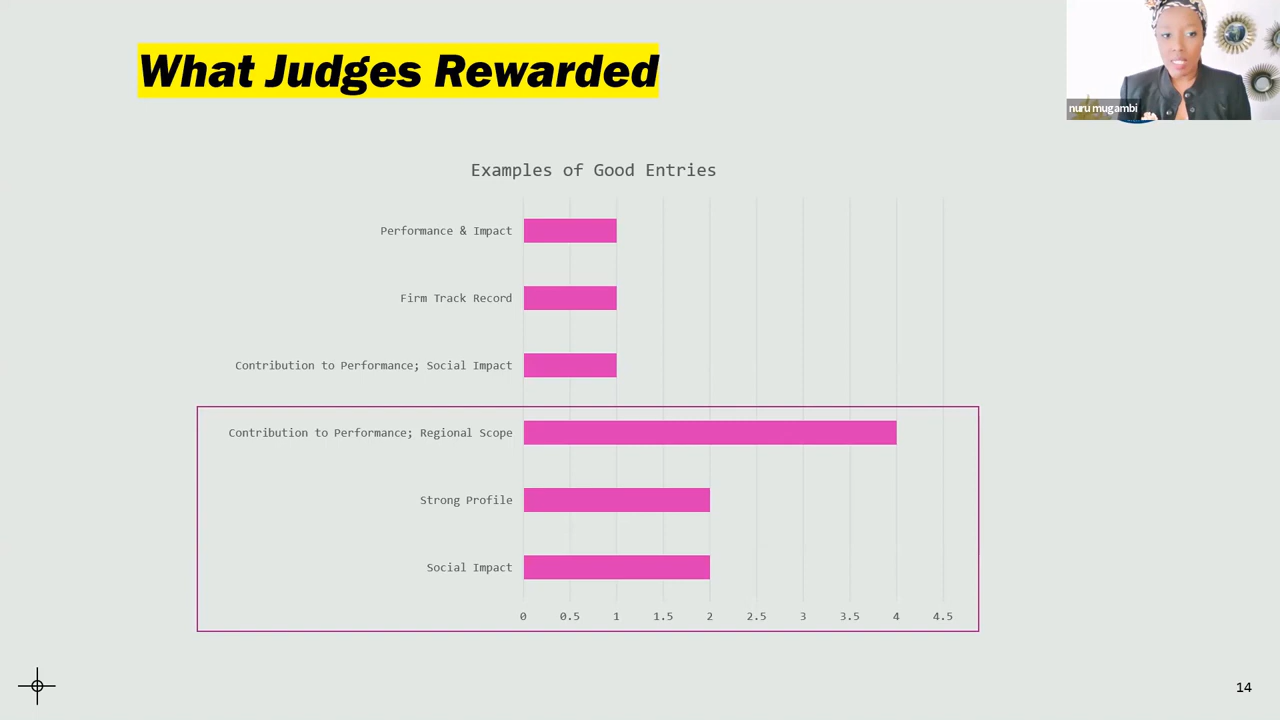 What Judges Rewarded
nuru mugambi
Examples of Good Entries
Performance & Impact
Firm Track Record
Contribution to Performance; Social Impact
Contribution to Performance; Regional Scope
Strong Profile
Social Impact
0 0.5 1 1.5 2 2.5 3 3.5 4 4.5
14